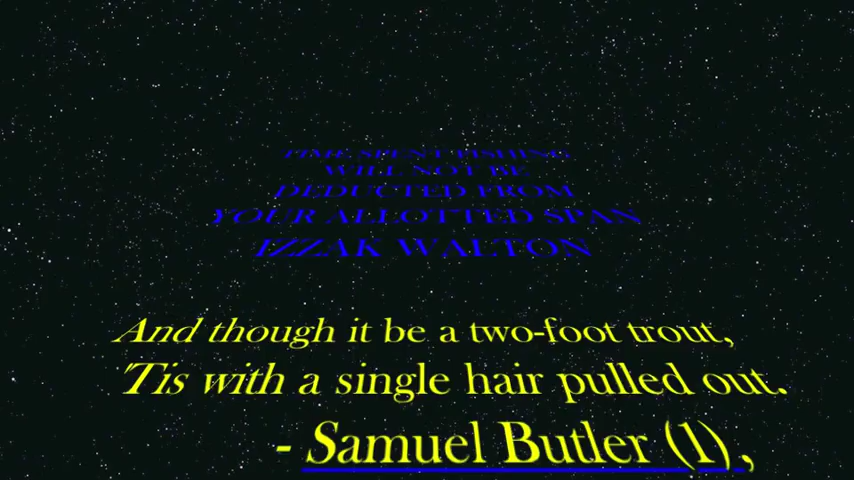 TIME SPENT FISHING
WILL NOT BE
DEDUCTED FROM
YOUR ALLOTTED SPAN
IZZAK WALTON
And though it be a two-foot trout,
'Tis with a single hair pulled out.
- Samuel Butler (1),